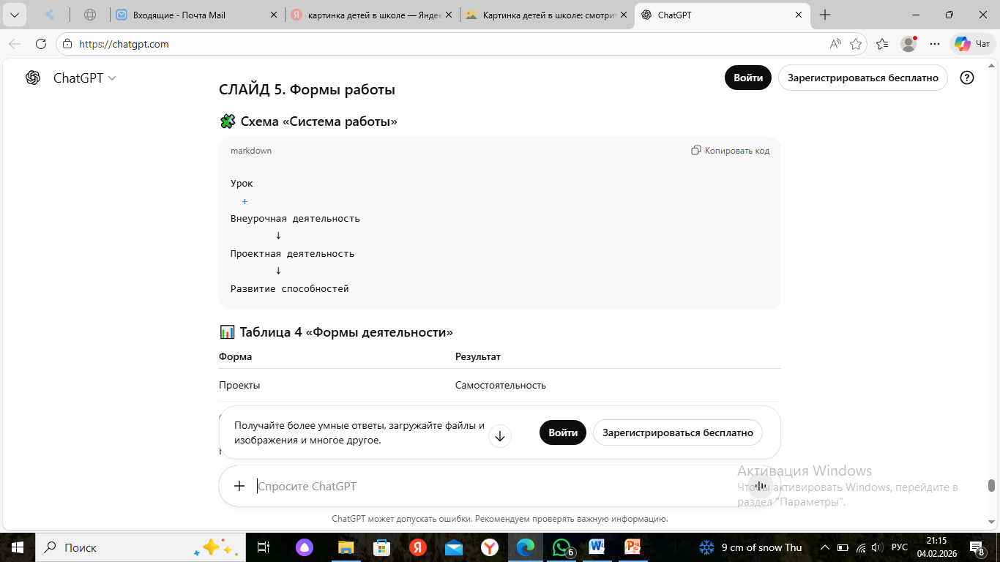 Входящие - Почта Mail
картинка детей в школе — Яндек
Картинка детей в школе: смотри
ChatGPT
https://chatgpt.com
Чат
ChatGPT
Войти
Зарегистрироваться бесплатно
СЛАЙД 5. Формы работы
Схема «Система работы»
markdown
Копировать код
Урок
+
Внеурочная деятельность
↓
Проектная деятельность
↓
Развитие способностей
Таблица 4 «Формы деятельности»
Форма Результат
Проекты Самостоятельность
Получайте более умные ответы, загружайте файлы и
изображения и многое другое.
Войти
Зарегистрироваться бесплатно
Спросите ChatGPT
Активация Windows
Чтобы активировать Windows, перейдите в
раздел "Параметры".
ChatGPT может допускать ошибки. Рекомендуем проверять важную информацию.
Поиск
6
9 cm of snow Thu
РУС
21:15
04.02.2026
8